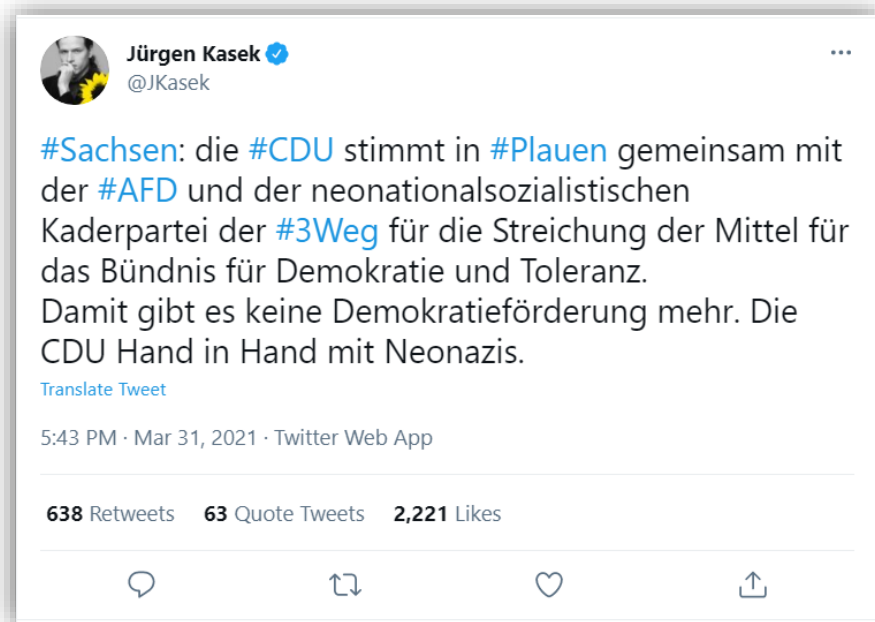 Jürgen Kasek
@JKasek
#Sachsen: die #CDU stimmt in #Plauen gemeinsam mit
der #AFD und der neonationalsozialistischen
Kaderpartei der #3Weg für die Streichung der Mittel für
das Bündnis für Demokratie und Toleranz.
Damit gibt es keine Demokratieförderung mehr. Die
CDU Hand in Hand mit Neonazis.
Translate Tweet
5:43 PM · Mar 31, 2021 · Twitter Web App
638 Retweets 63 Quote Tweets 2,221 Likes